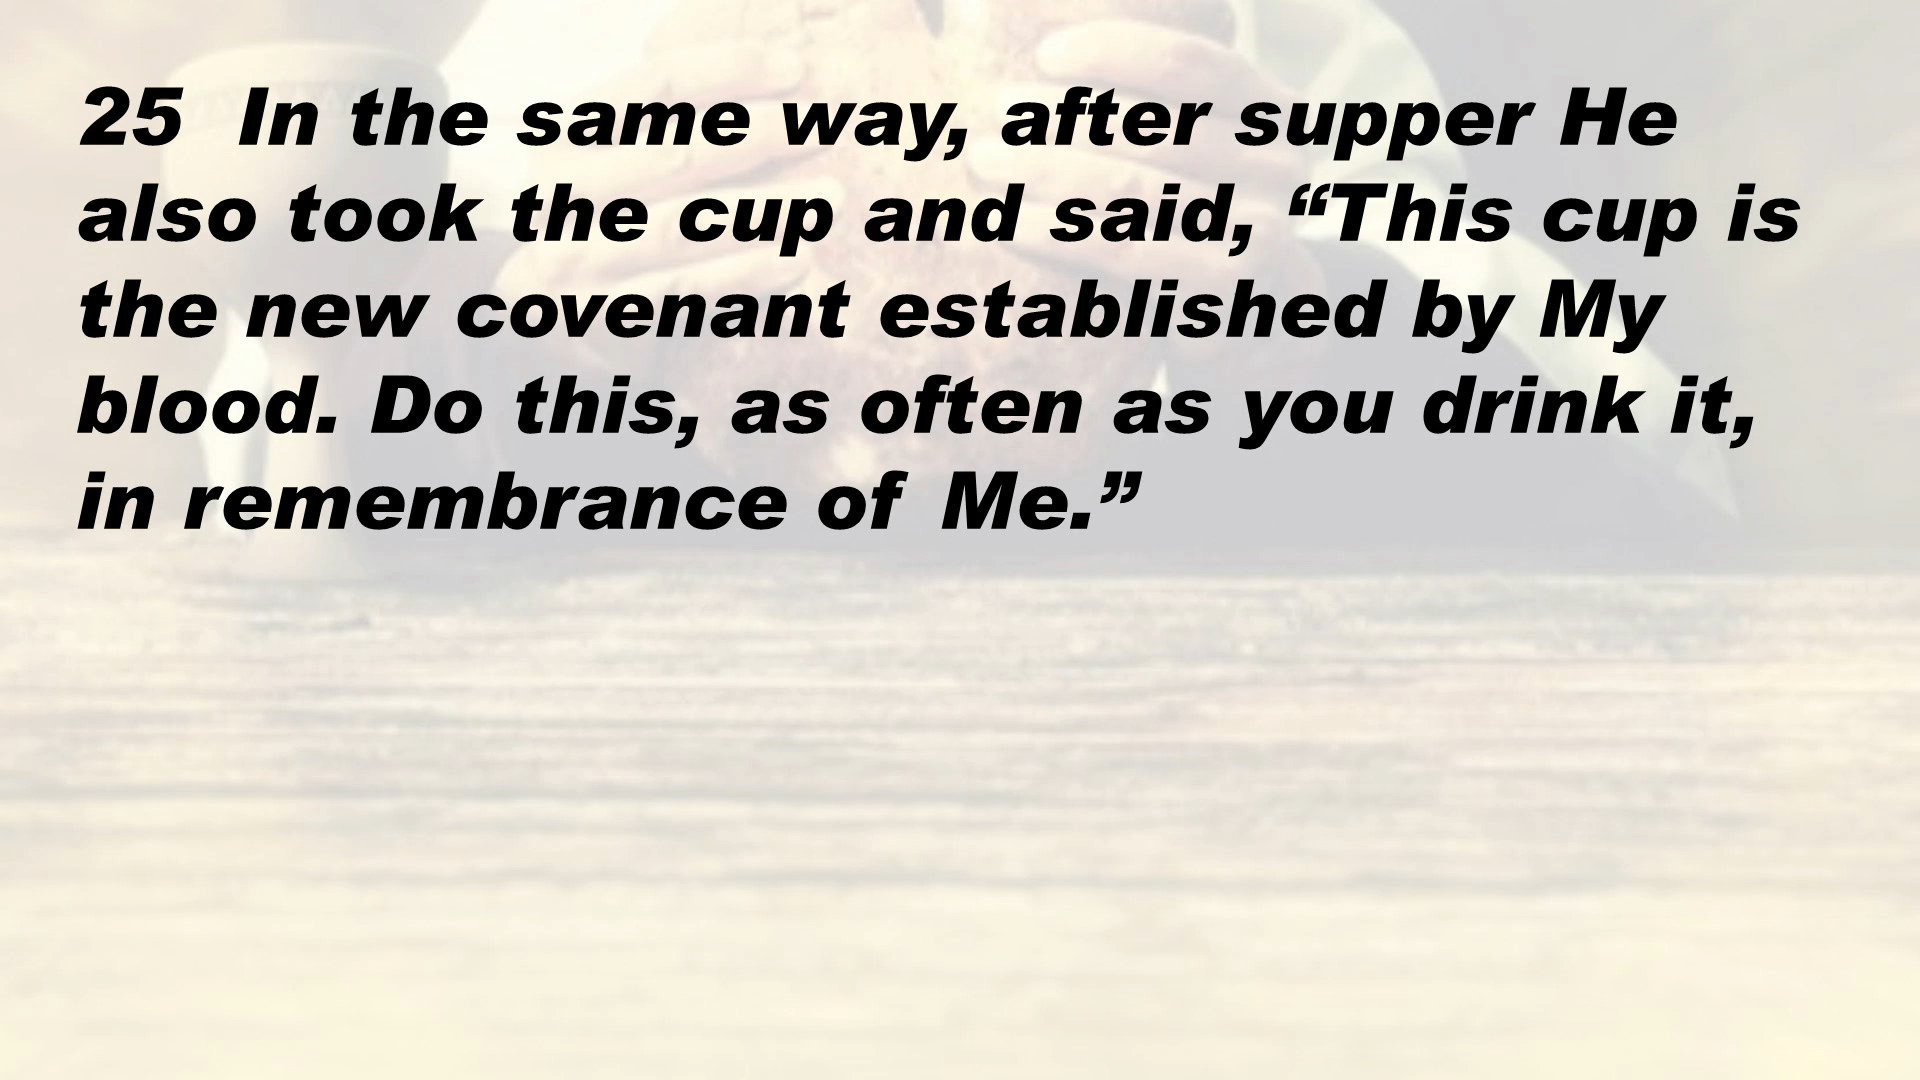 25  In the same way, after supper He
also took the cup and said, “This cup is
the new covenant established by My
blood. Do this, as often as you drink it,
in remembrance of Me.”